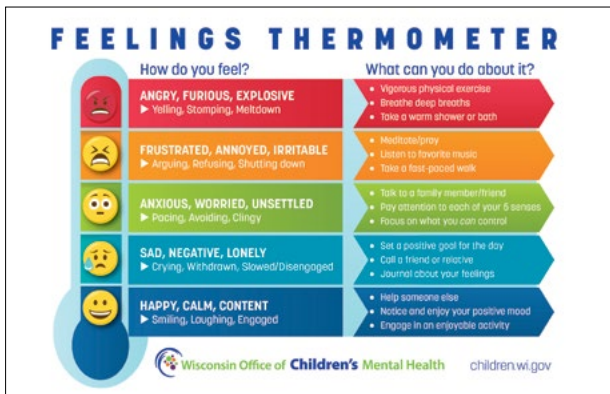 FEELINGS THERMOMETER
How do you feel?
What can you do about it?
ANGRY, FURIOUS, EXPLOSIVE
▶ Yelling, Stomping, Meltdown
• Vigorous physical exercise
• Breathe deep breaths
• Take a warm shower or bath
FRUSTRATED, ANNOYED, IRRITABLE
▶ Arguing, Refusing, Shutting down
• Meditate/pray
• Listen to favorite music
• Take a fast-paced walk
ANXIOUS, WORRIED, UNSETTLED
▶ Pacing, Avoiding, Clingy
• Talk to a family member/friend
• Pay attention to each of your 5 senses
• Focus on what you can control
SAD, NEGATIVE, LONELY
▶ Crying, Withdrawn, Slowed/Disengaged
• Set a positive goal for the day
• Call a friend or relative
• Journal about your feelings
HAPPY, CALM, CONTENT
▶ Smiling, Laughing, Engaged
• Help someone else
• Notice and enjoy your positive mood
• Engage in an enjoyable activity
Wisconsin Office of Children's Mental Health
children.wi.gov